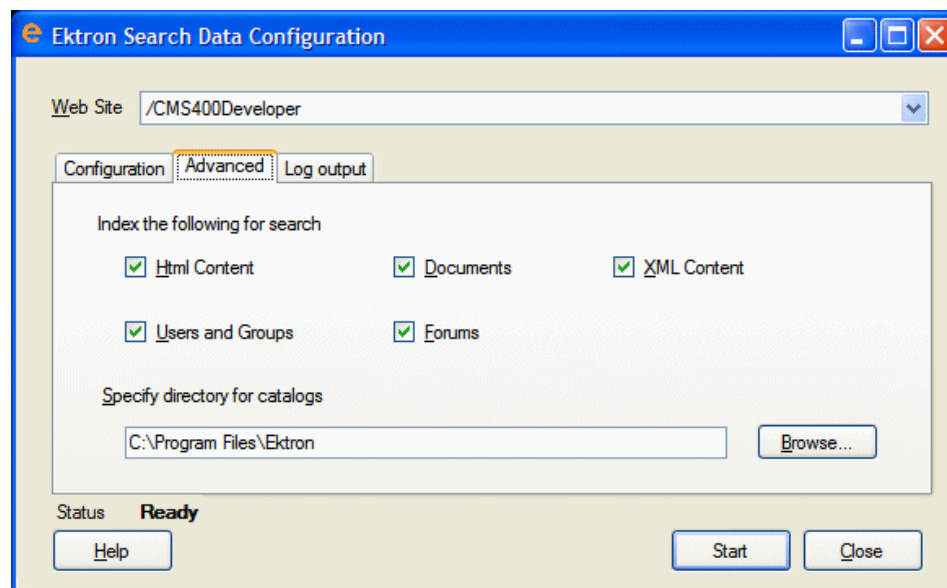 Ektron Search Data Configuration
Web Site /CMS400Developer
Configuration Advanced Log output
Index the following for search
Html Content Documents XML Content
Users and Groups Forums
Specify directory for catalogs
C:\Program Files\Ektron Browse...
Status Ready
Help Start Close